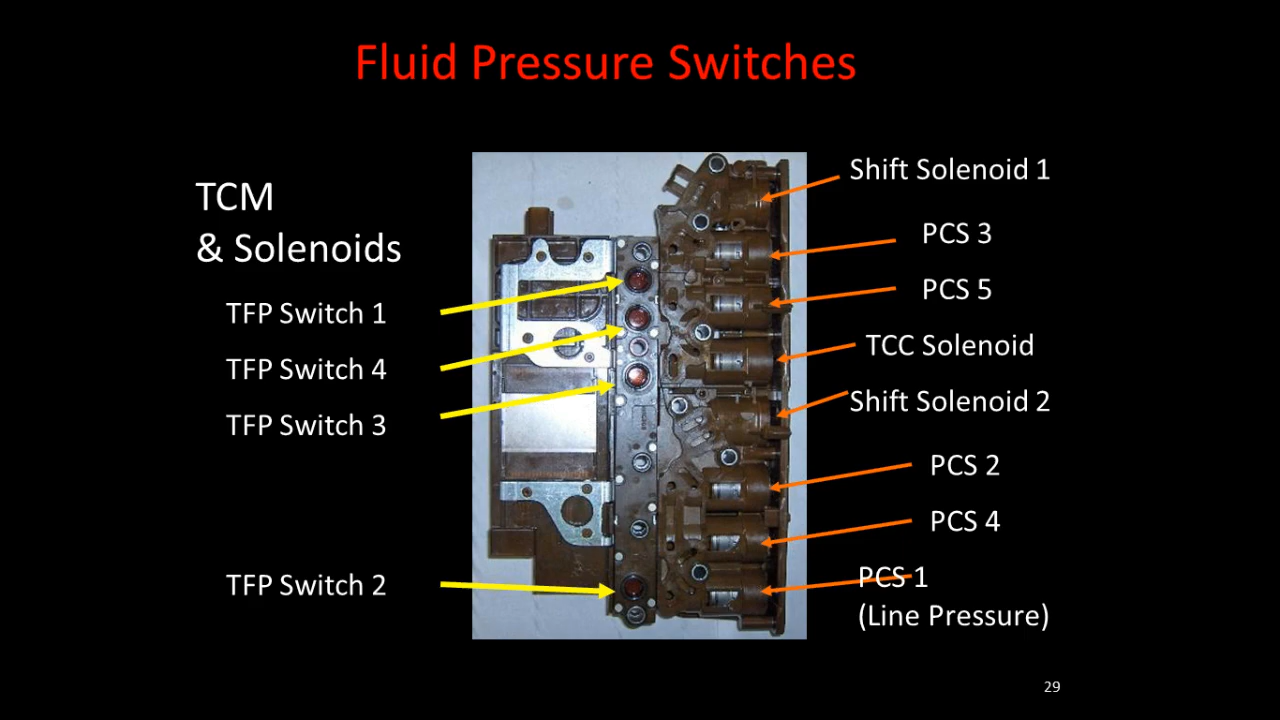 Fluid Pressure Switches
TCM
& Solenoids
TFP Switch 1
TFP Switch 4
TFP Switch 3
TFP Switch 2
Shift Solenoid 1
PCS 3
PCS 5
TCC Solenoid
Shift Solenoid 2
PCS 2
PCS 4
PCS 1
(Line Pressure)
29